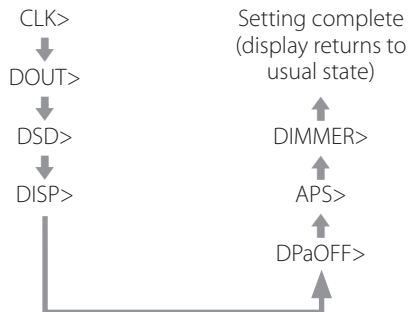 CLK>
DOUT>
DSD>
DISP>
DPaOFF>
APS>
DIMMER>
Setting complete
(display returns to
usual state)